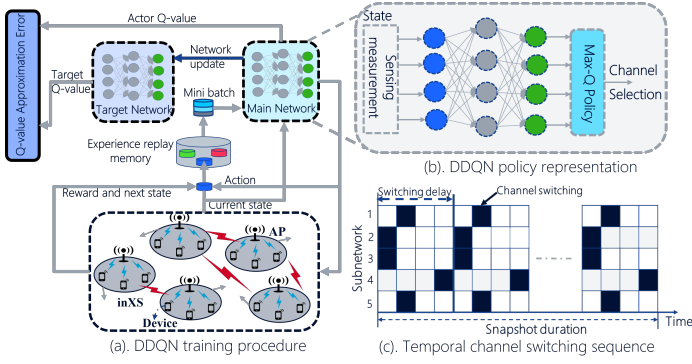 Q-value Approximation Error
Actor Q-value
Target
Q-value
Network
update
Target Network
Main Network
Mini batch
Experience replay
memory
Reward and next state
Action
Current state
AP
inXS
Device
(a). DDQN training procedure
State
Sensing
measurement
Max-Q Policy
Channel
Selection
(b). DDQN policy representation
Switching delay
Channel switching
Subnetwork
1
2
3
4
5
Time
Snapshot duration
(c). Temporal channel switching sequence